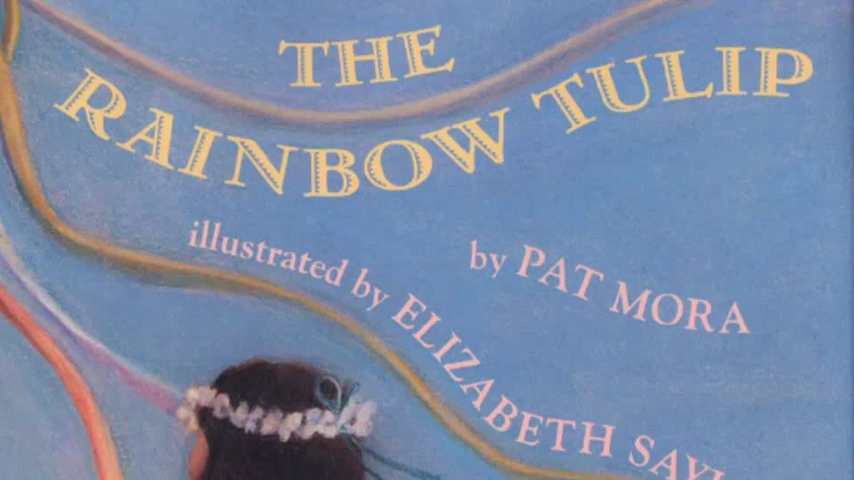 THE
RAINBOW TULIP
by PAT MORA
illustrated by ELIZABETH